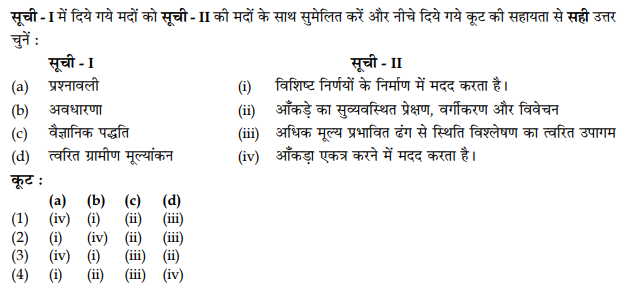 सूची - I में दिये गये मदों को सूची - II की मदों के साथ सुमेलित करें और नीचे दिये गये कूट की सहायता से सही उत्तर
चुनें :
सूची - I सूची - II
(a) प्रश्नावली (i) विशिष्ट निर्णयों के निर्माण में मदद करता है।
(b) अवधारणा (ii) आँकड़े का सुव्यवस्थित प्रेक्षण, वर्गीकरण और विवेचन
(c) वैज्ञानिक पद्धति (iii) अधिक मूल्य प्रभावित ढंग से स्थिति विश्लेषण का त्वरित उपागम
(d) त्वरित ग्रामीण मूल्यांकन (iv) आँकड़ा एकत्र करने में मदद करता है।
कूट :
(a) (b) (c) (d)
(1) (iv) (i) (ii) (iii)
(2) (i) (iv) (ii) (iii)
(3) (iv) (i) (iii) (ii)
(4) (i) (ii) (iii) (iv)